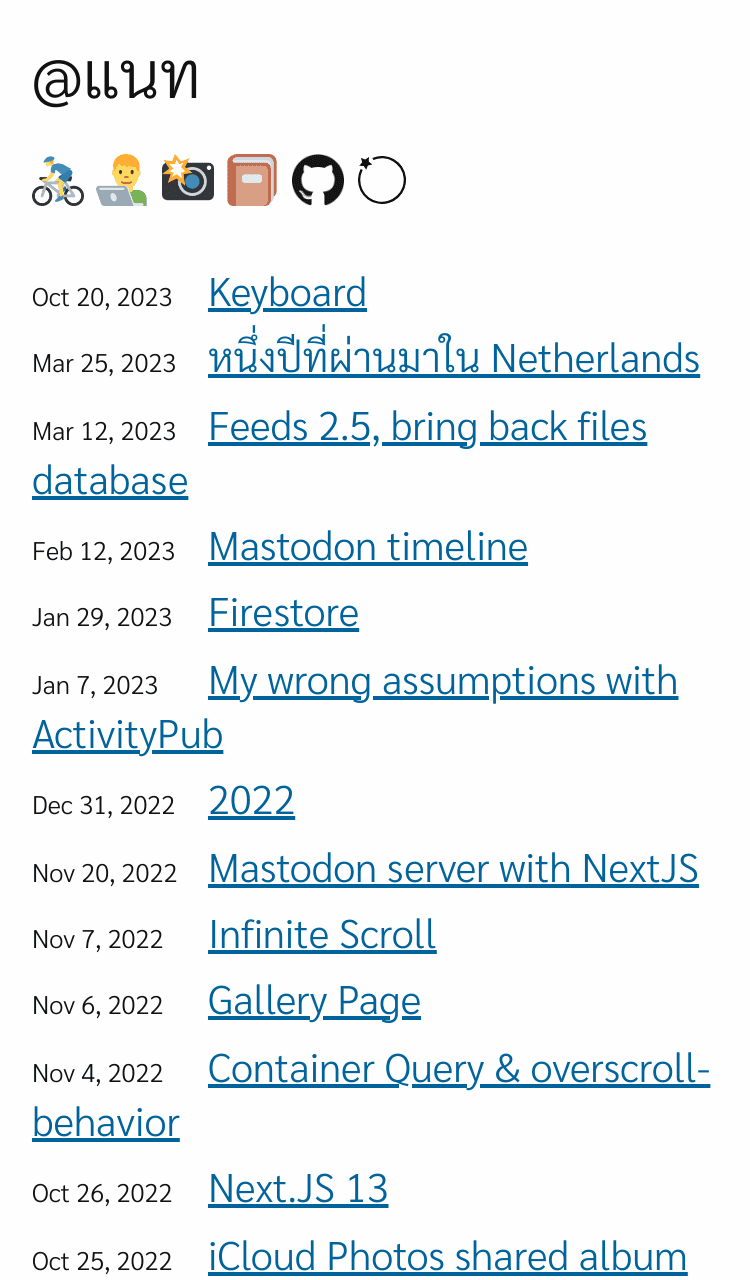 @แนท
Oct 20, 2023 Keyboard
Mar 25, 2023 หนึ่งปีที่ผ่านมาใน Netherlands
Mar 12, 2023 Feeds 2.5, bring back files
database
Feb 12, 2023 Mastodon timeline
Jan 29, 2023 Firestore
Jan 7, 2023 My wrong assumptions with
ActivityPub
Dec 31, 2022 2022
Nov 20, 2022 Mastodon server with NextJS
Nov 7, 2022 Infinite Scroll
Nov 6, 2022 Gallery Page
Nov 4, 2022 Container Query & overscroll-
behavior
Oct 26, 2022 Next.JS 13
Oct 25, 2022 iCloud Photos shared album